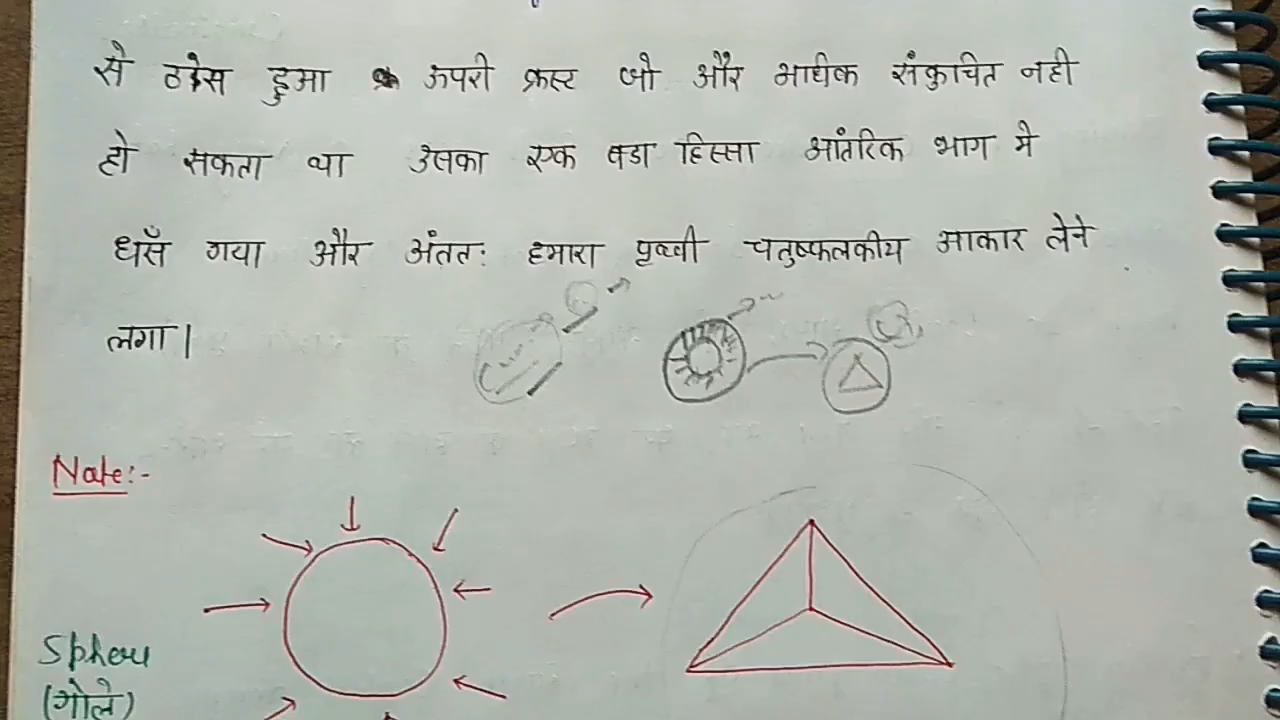 से ठोस हुआ ऊपरी क्रस्ट जो और अधिक संकुचित नही
हो सकता था उसका एक बडा हिस्सा आंतरिक भाग मे
धसँ गया और अंततः हमारा पृथ्वी चतुष्फलकीय आकार लेने
लगा।
Note:-
Sphere
(गोले)